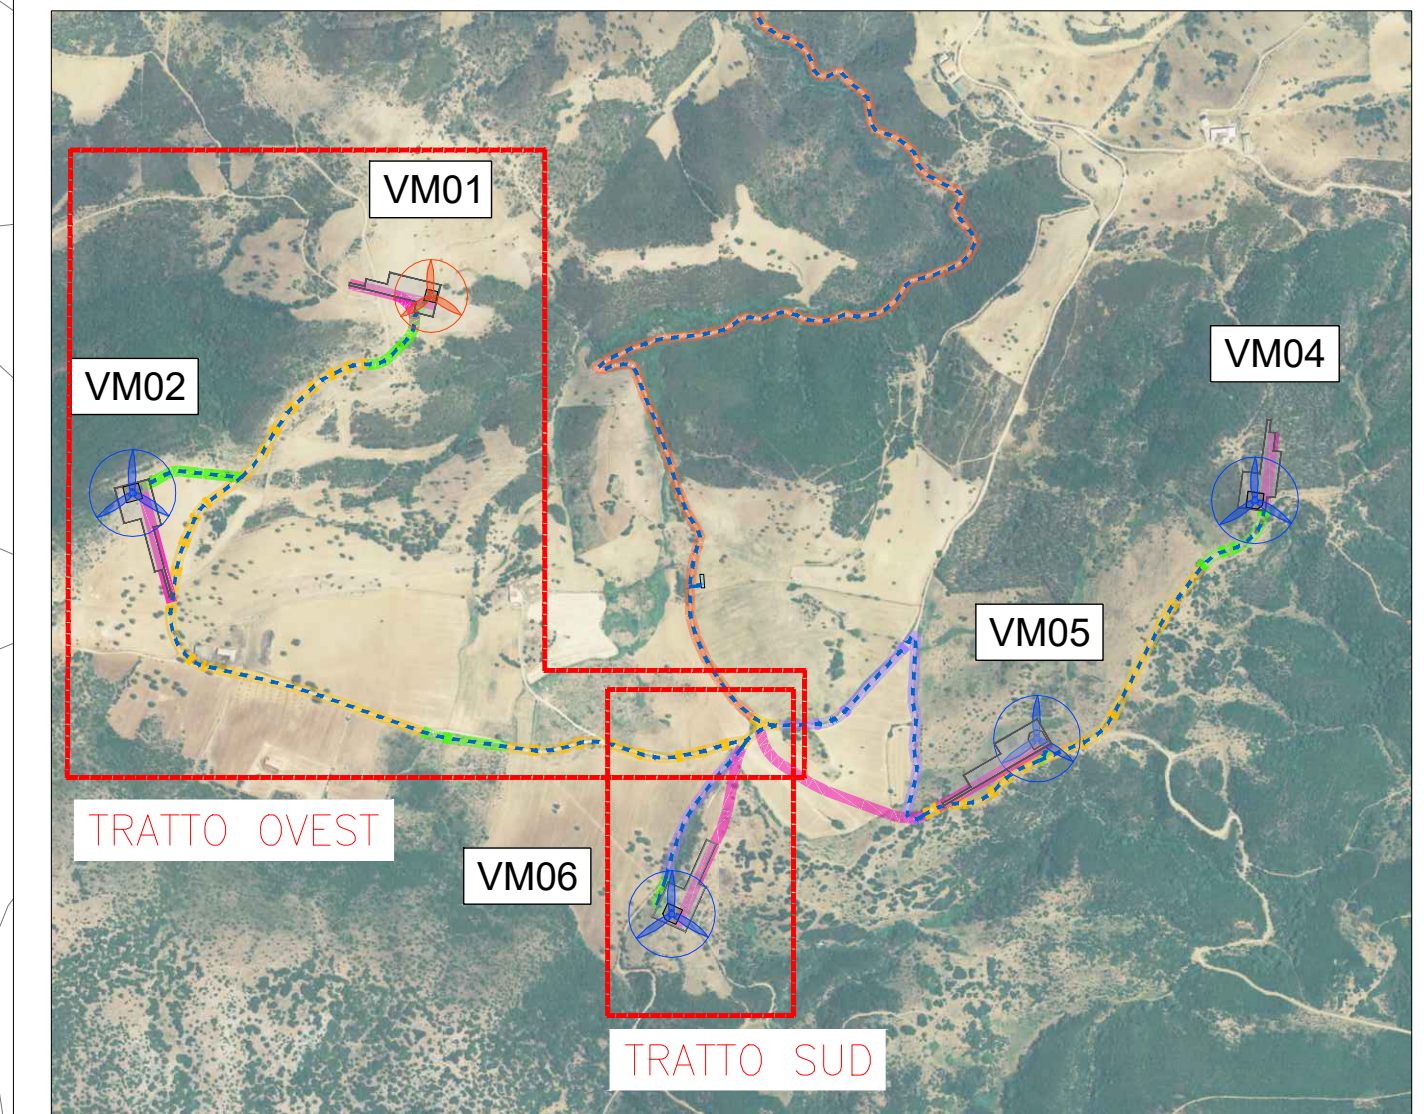 VM01
VM02
VM04
VM05
TRATTO OVEST
VM06
TRATTO SUD